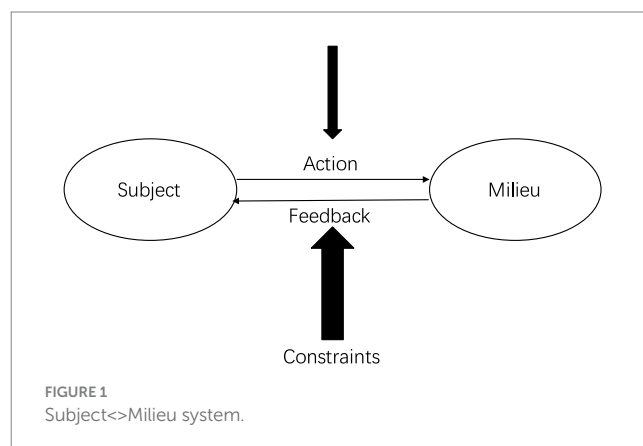 Action
Subject
Milieu
Feedback
Constraints
FIGURE 1
Subject<>Milieu system.